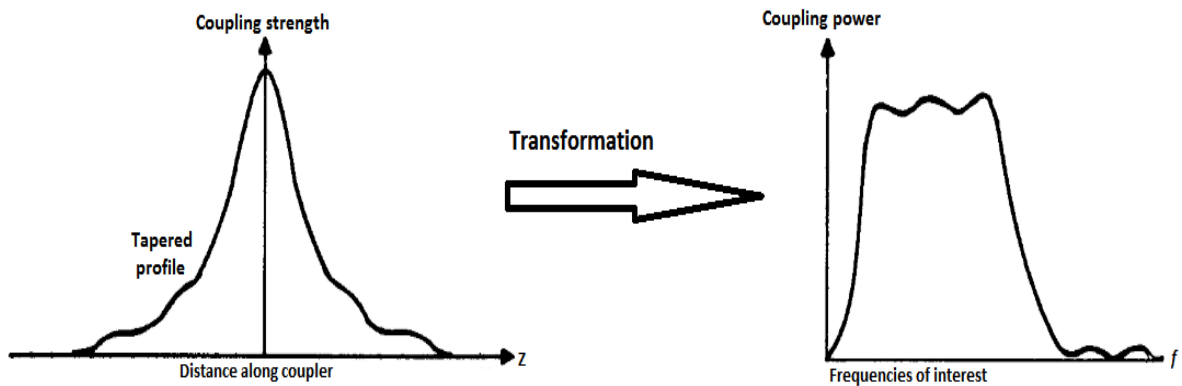 Coupling strength
Tapered
profile
Z
Distance along coupler
Transformation
Coupling power
f
Frequencies of interest